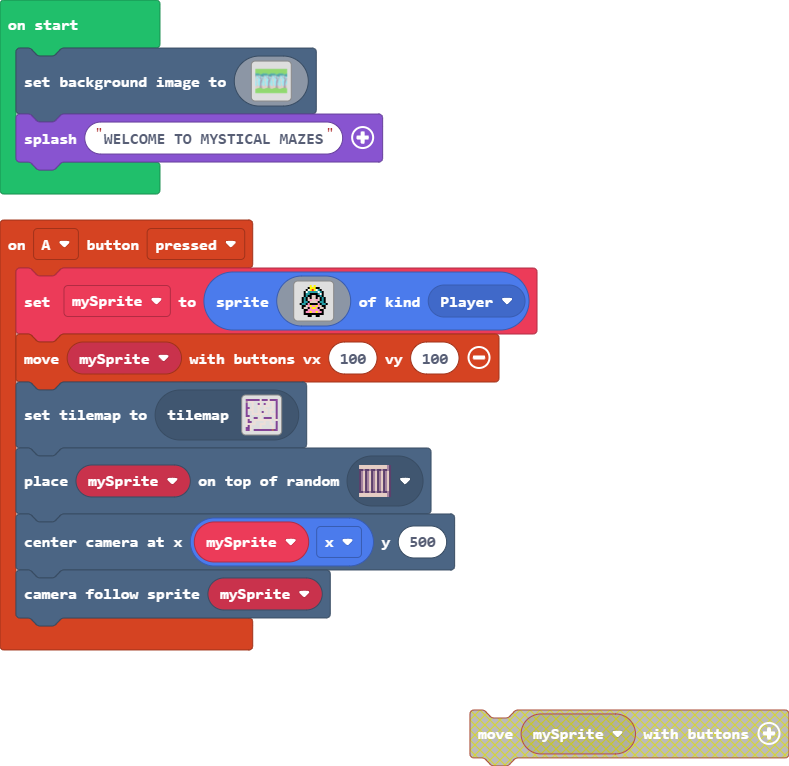 on start
set background image to
splash "WELCOME TO MYSTICAL MAZES"
on A button pressed
set mySprite to sprite of kind Player
move mySprite with buttons vx 100 vy 100
set tilemap to tilemap
place mySprite on top of random
center camera at x mySprite x y 500
camera follow sprite mySprite
move mySprite with buttons